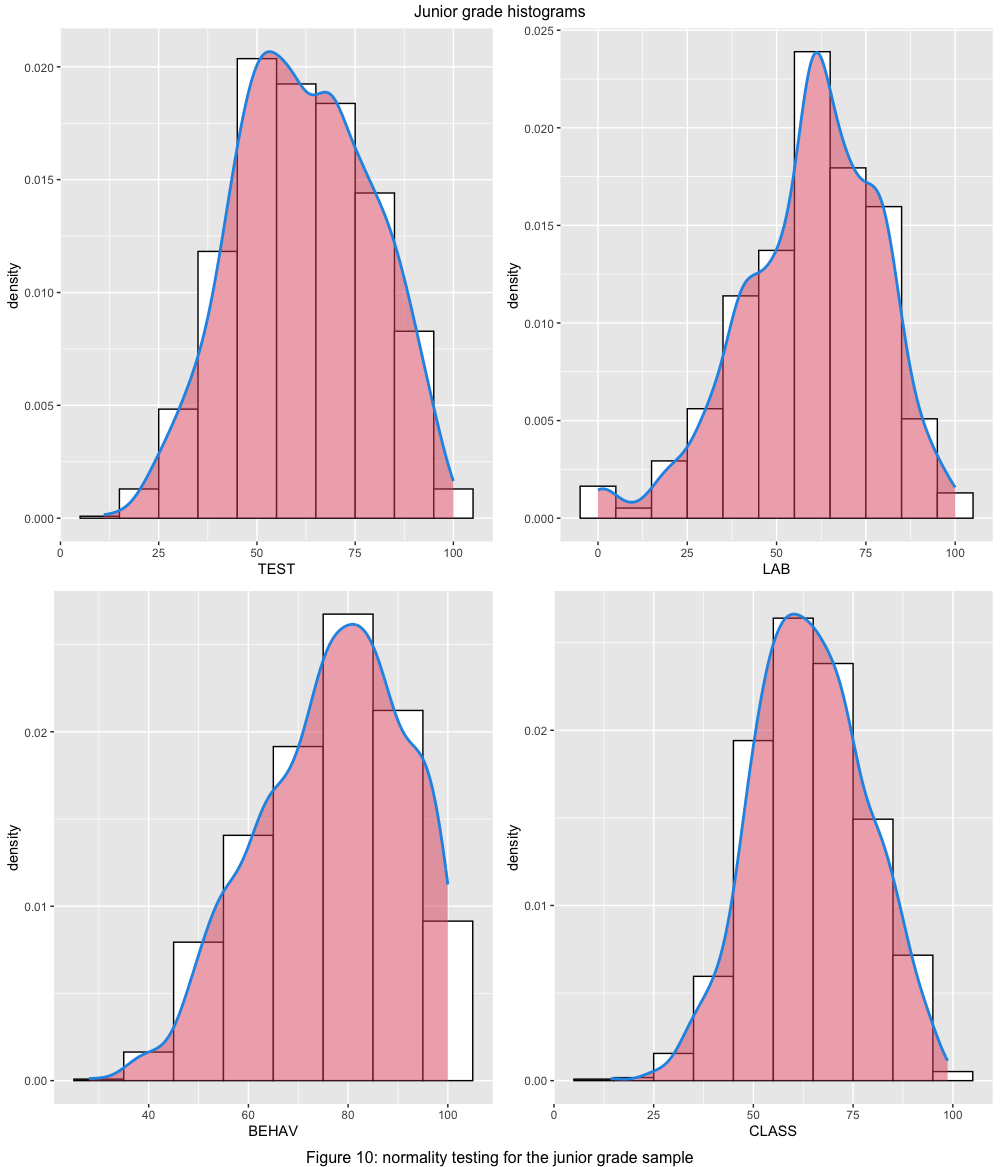 Junior grade histograms
density
0.020
0.015
0.010
0.005
0.000
0 25 50 75 100
TEST
density
0.025
0.020
0.015
0.010
0.005
0.000
0 25 50 75 100
LAB
density
0.02
0.01
0.00
40 60 80 100
BEHAV
density
0.02
0.01
0.00
0 25 50 75 100
CLASS
Figure 10: normality testing for the junior grade sample